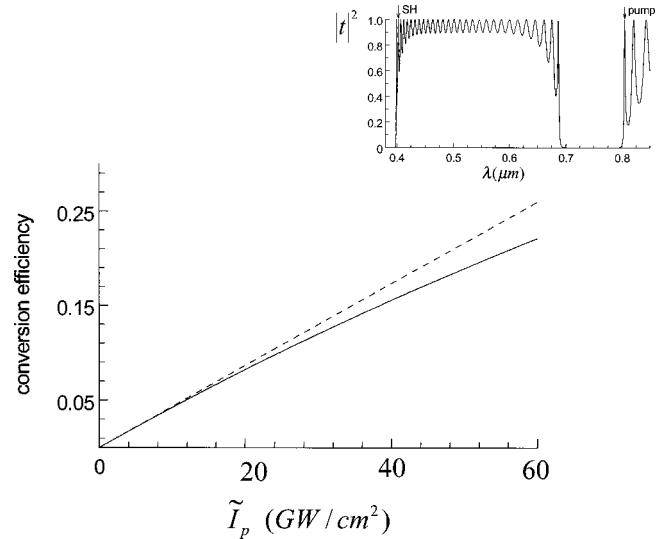 SH
pump
|t|²
1.0
0.8
0.6
0.4
0.2
0
0.4 0.5 0.6 0.7 0.8
λ(μm)
conversion efficiency
0.25
0.15
0.05
0 20 40 60
Ĩp (GW/cm²)